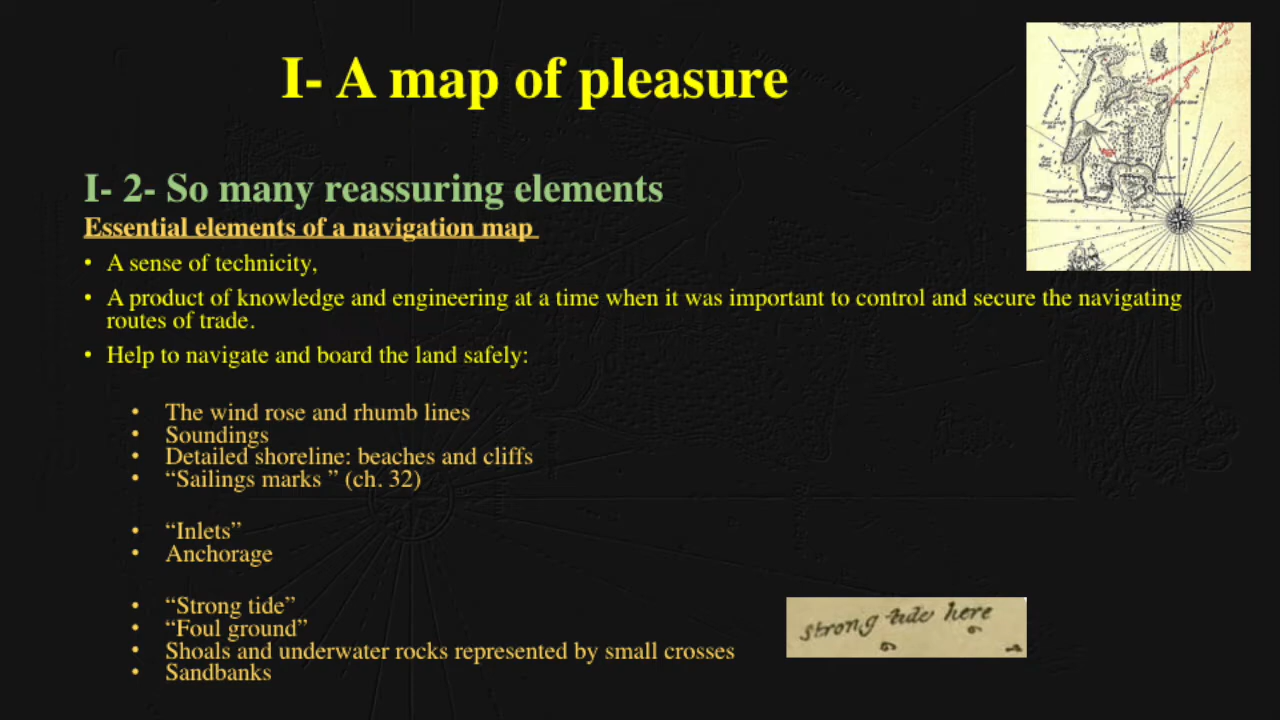 I- A map of pleasure
I- 2- So many reassuring elements
Essential elements of a navigation map
• A sense of technicity,
• A product of knowledge and engineering at a time when it was important to control and secure the navigating
routes of trade.
• Help to navigate and board the land safely:
• The wind rose and rhumb lines
• Soundings
• Detailed shoreline: beaches and cliffs
• “Sailings marks ” (ch. 32)
• “Inlets”
• Anchorage
• “Strong tide”
• “Foul ground”
• Shoals and underwater rocks represented by small crosses
• Sandbanks
strong tide here